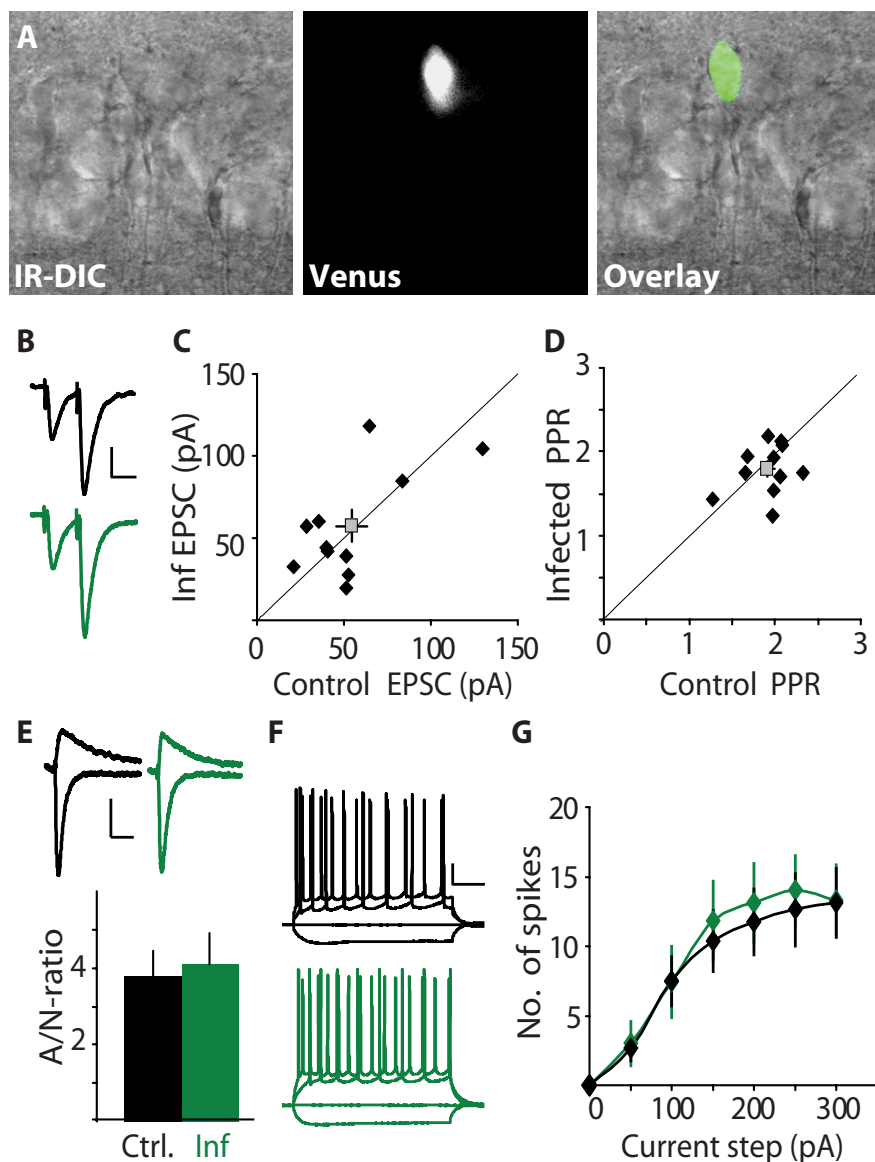 A
IR-DIC
Venus
Overlay
B
C
150
50
0
50
100
150
Inf EPSC (pA)
Control EPSC (pA)
D
3
2
1
0
1
2
3
Infected PPR
Control PPR
E
4
2
A/N-ratio
Ctrl.
Inf
F
G
20
15
10
5
0
100
200
300
No. of spikes
Current step (pA)